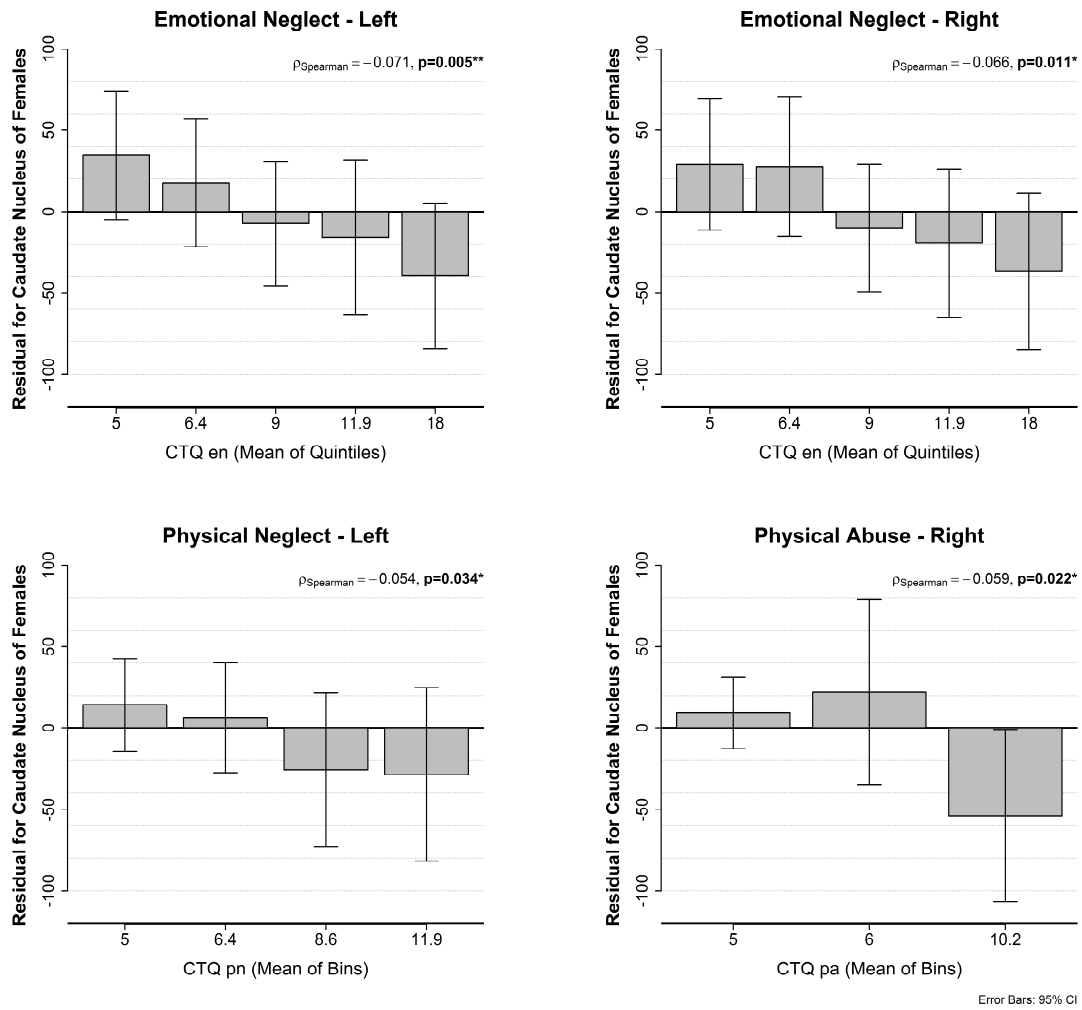 Emotional Neglect - Left
ρSpearman = −0.071, p=0.005**
Residual for Caudate Nucleus of Females
100
50
0
-50
-100
5 6.4 9 11.9 18
CTQ en (Mean of Quintiles)
Emotional Neglect - Right
ρSpearman = −0.066, p=0.011*
Residual for Caudate Nucleus of Females
100
50
0
-50
-100
5 6.4 9 11.9 18
CTQ en (Mean of Quintiles)
Physical Neglect - Left
ρSpearman = −0.054, p=0.034*
Residual for Caudate Nucleus of Females
100
50
0
-50
-100
5 6.4 8.6 11.9
CTQ pn (Mean of Bins)
Physical Abuse - Right
ρSpearman = −0.059, p=0.022*
Residual for Caudate Nucleus of Females
100
50
0
-50
-100
5 6 10.2
CTQ pa (Mean of Bins)
Error Bars: 95% CI